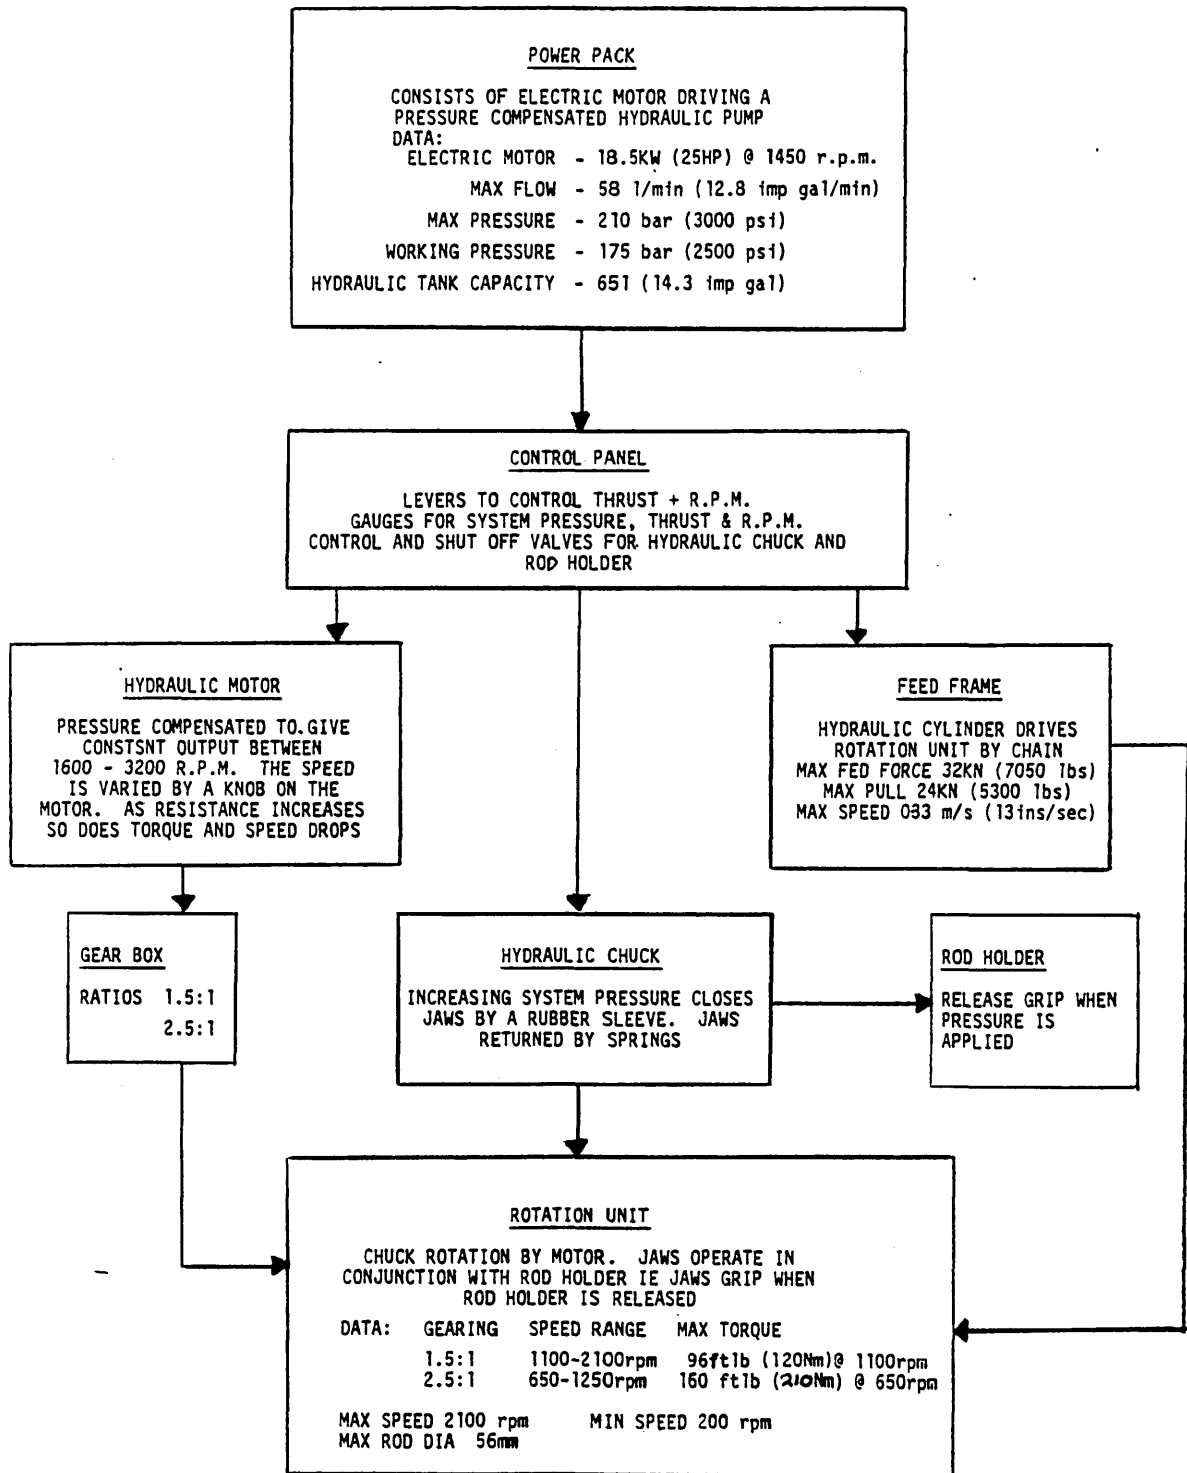 POWER PACK
CONSISTS OF ELECTRIC MOTOR DRIVING A
PRESSURE COMPENSATED HYDRAULIC PUMP
DATA:
ELECTRIC MOTOR - 18.5KW (25HP) @ 1450 r.p.m.
MAX FLOW - 58 l/min (12.8 imp gal/min)
MAX PRESSURE - 210 bar (3000 psi)
WORKING PRESSURE - 175 bar (2500 psi)
HYDRAULIC TANK CAPACITY - 65l (14.3 imp gal)
CONTROL PANEL
LEVERS TO CONTROL THRUST + R.P.M.
GAUGES FOR SYSTEM PRESSURE, THRUST & R.P.M.
CONTROL AND SHUT OFF VALVES FOR HYDRAULIC CHUCK AND
ROD HOLDER
HYDRAULIC MOTOR
PRESSURE COMPENSATED TO.GIVE
CONSTSNT OUTPUT BETWEEN
1600 - 3200 R.P.M. THE SPEED
IS VARIED BY A KNOB ON THE
MOTOR. AS RESISTANCE INCREASES
SO DOES TORQUE AND SPEED DROPS
FEED FRAME
HYDRAULIC CYLINDER DRIVES
ROTATION UNIT BY CHAIN
MAX FED FORCE 32KN (7050 lbs)
MAX PULL 24KN (5300 lbs)
MAX SPEED 033 m/s (13ins/sec)
GEAR BOX
RATIOS 1.5:1
2.5:1
HYDRAULIC CHUCK
INCREASING SYSTEM PRESSURE CLOSES
JAWS BY A RUBBER SLEEVE. JAWS
RETURNED BY SPRINGS
ROD HOLDER
RELEASE GRIP WHEN
PRESSURE IS
APPLIED
ROTATION UNIT
CHUCK ROTATION BY MOTOR. JAWS OPERATE IN
CONJUNCTION WITH ROD HOLDER IE JAWS GRIP WHEN
ROD HOLDER IS RELEASED
DATA: GEARING SPEED RANGE MAX TORQUE
1.5:1 1100-2100rpm 96ftlb (120Nm)@ 1100rpm
2.5:1 650-1250rpm 160 ftlb (210Nm) @ 650rpm
MAX SPEED 2100 rpm MIN SPEED 200 rpm
MAX ROD DIA 56mm